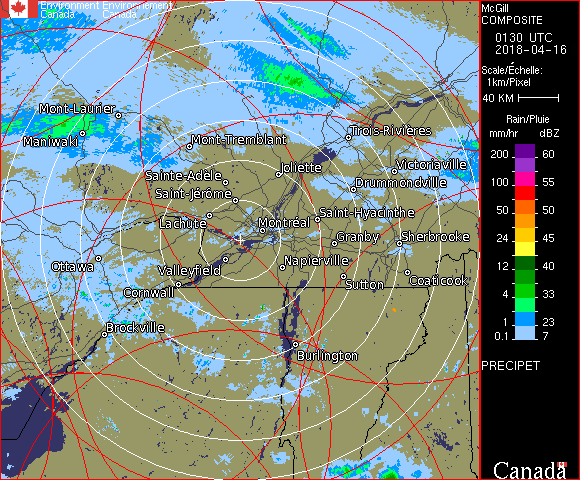 Environment Environnement
Canada Canada
McGill
COMPOSITE
0130 UTC
2018-04-16
Scale/Échelle:
1km/Pixel
40 KM
Rain/Pluie
mm/hr dBZ
200 60
100 55
50 50
24 45
12 40
8 33
4 33
1 23
0.1 7
PRECIPET
Canada
Mont-Laurier
Maniwaki
Mont-Tremblant
Trois-Rivières
Sainte-Adèle
Joliette
Victoriaville
Drummondville
Saint-Jérôme
Lachute
Montréal
Saint-Hyacinthe
Granby
Sherbrooke
Ottawa
Valleyfield
Napierville
Cornwall
Sutton
Coaticook
Brockville
Burlington